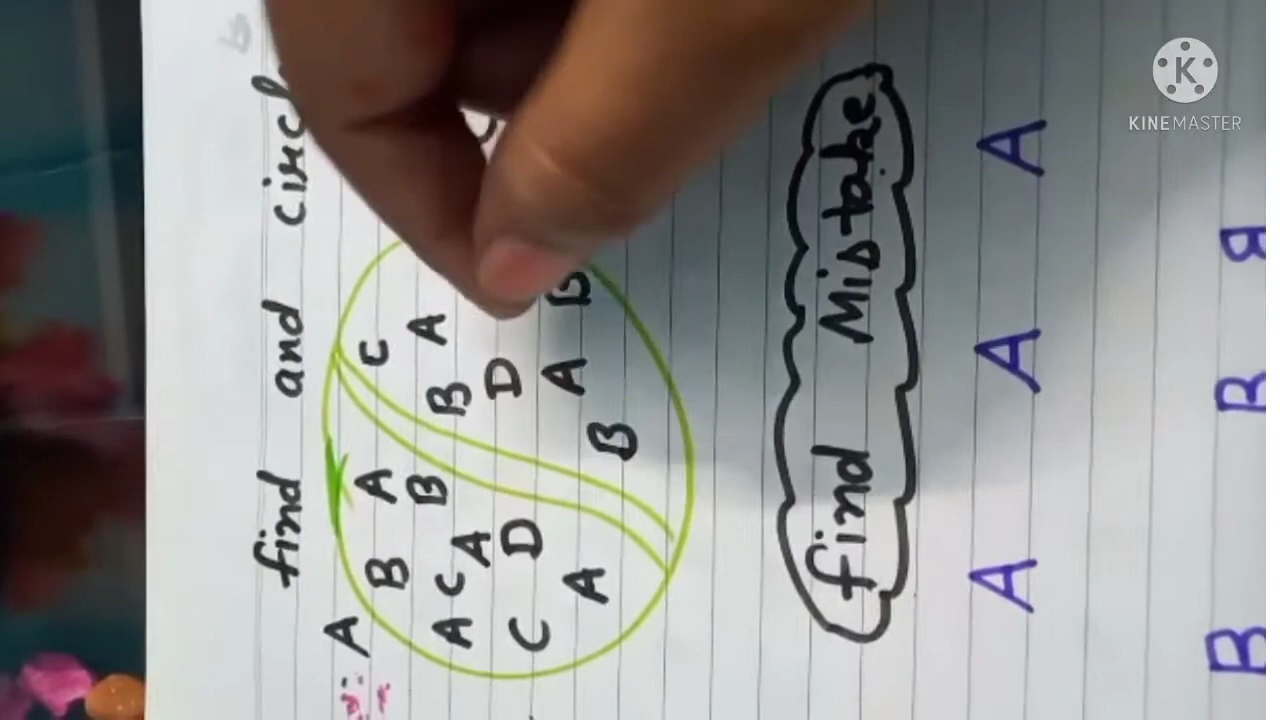 find and circl
A
B A C
A C B B A
A
C D D
A B A B
find Mistake
A A A
B B
KINEMASTER